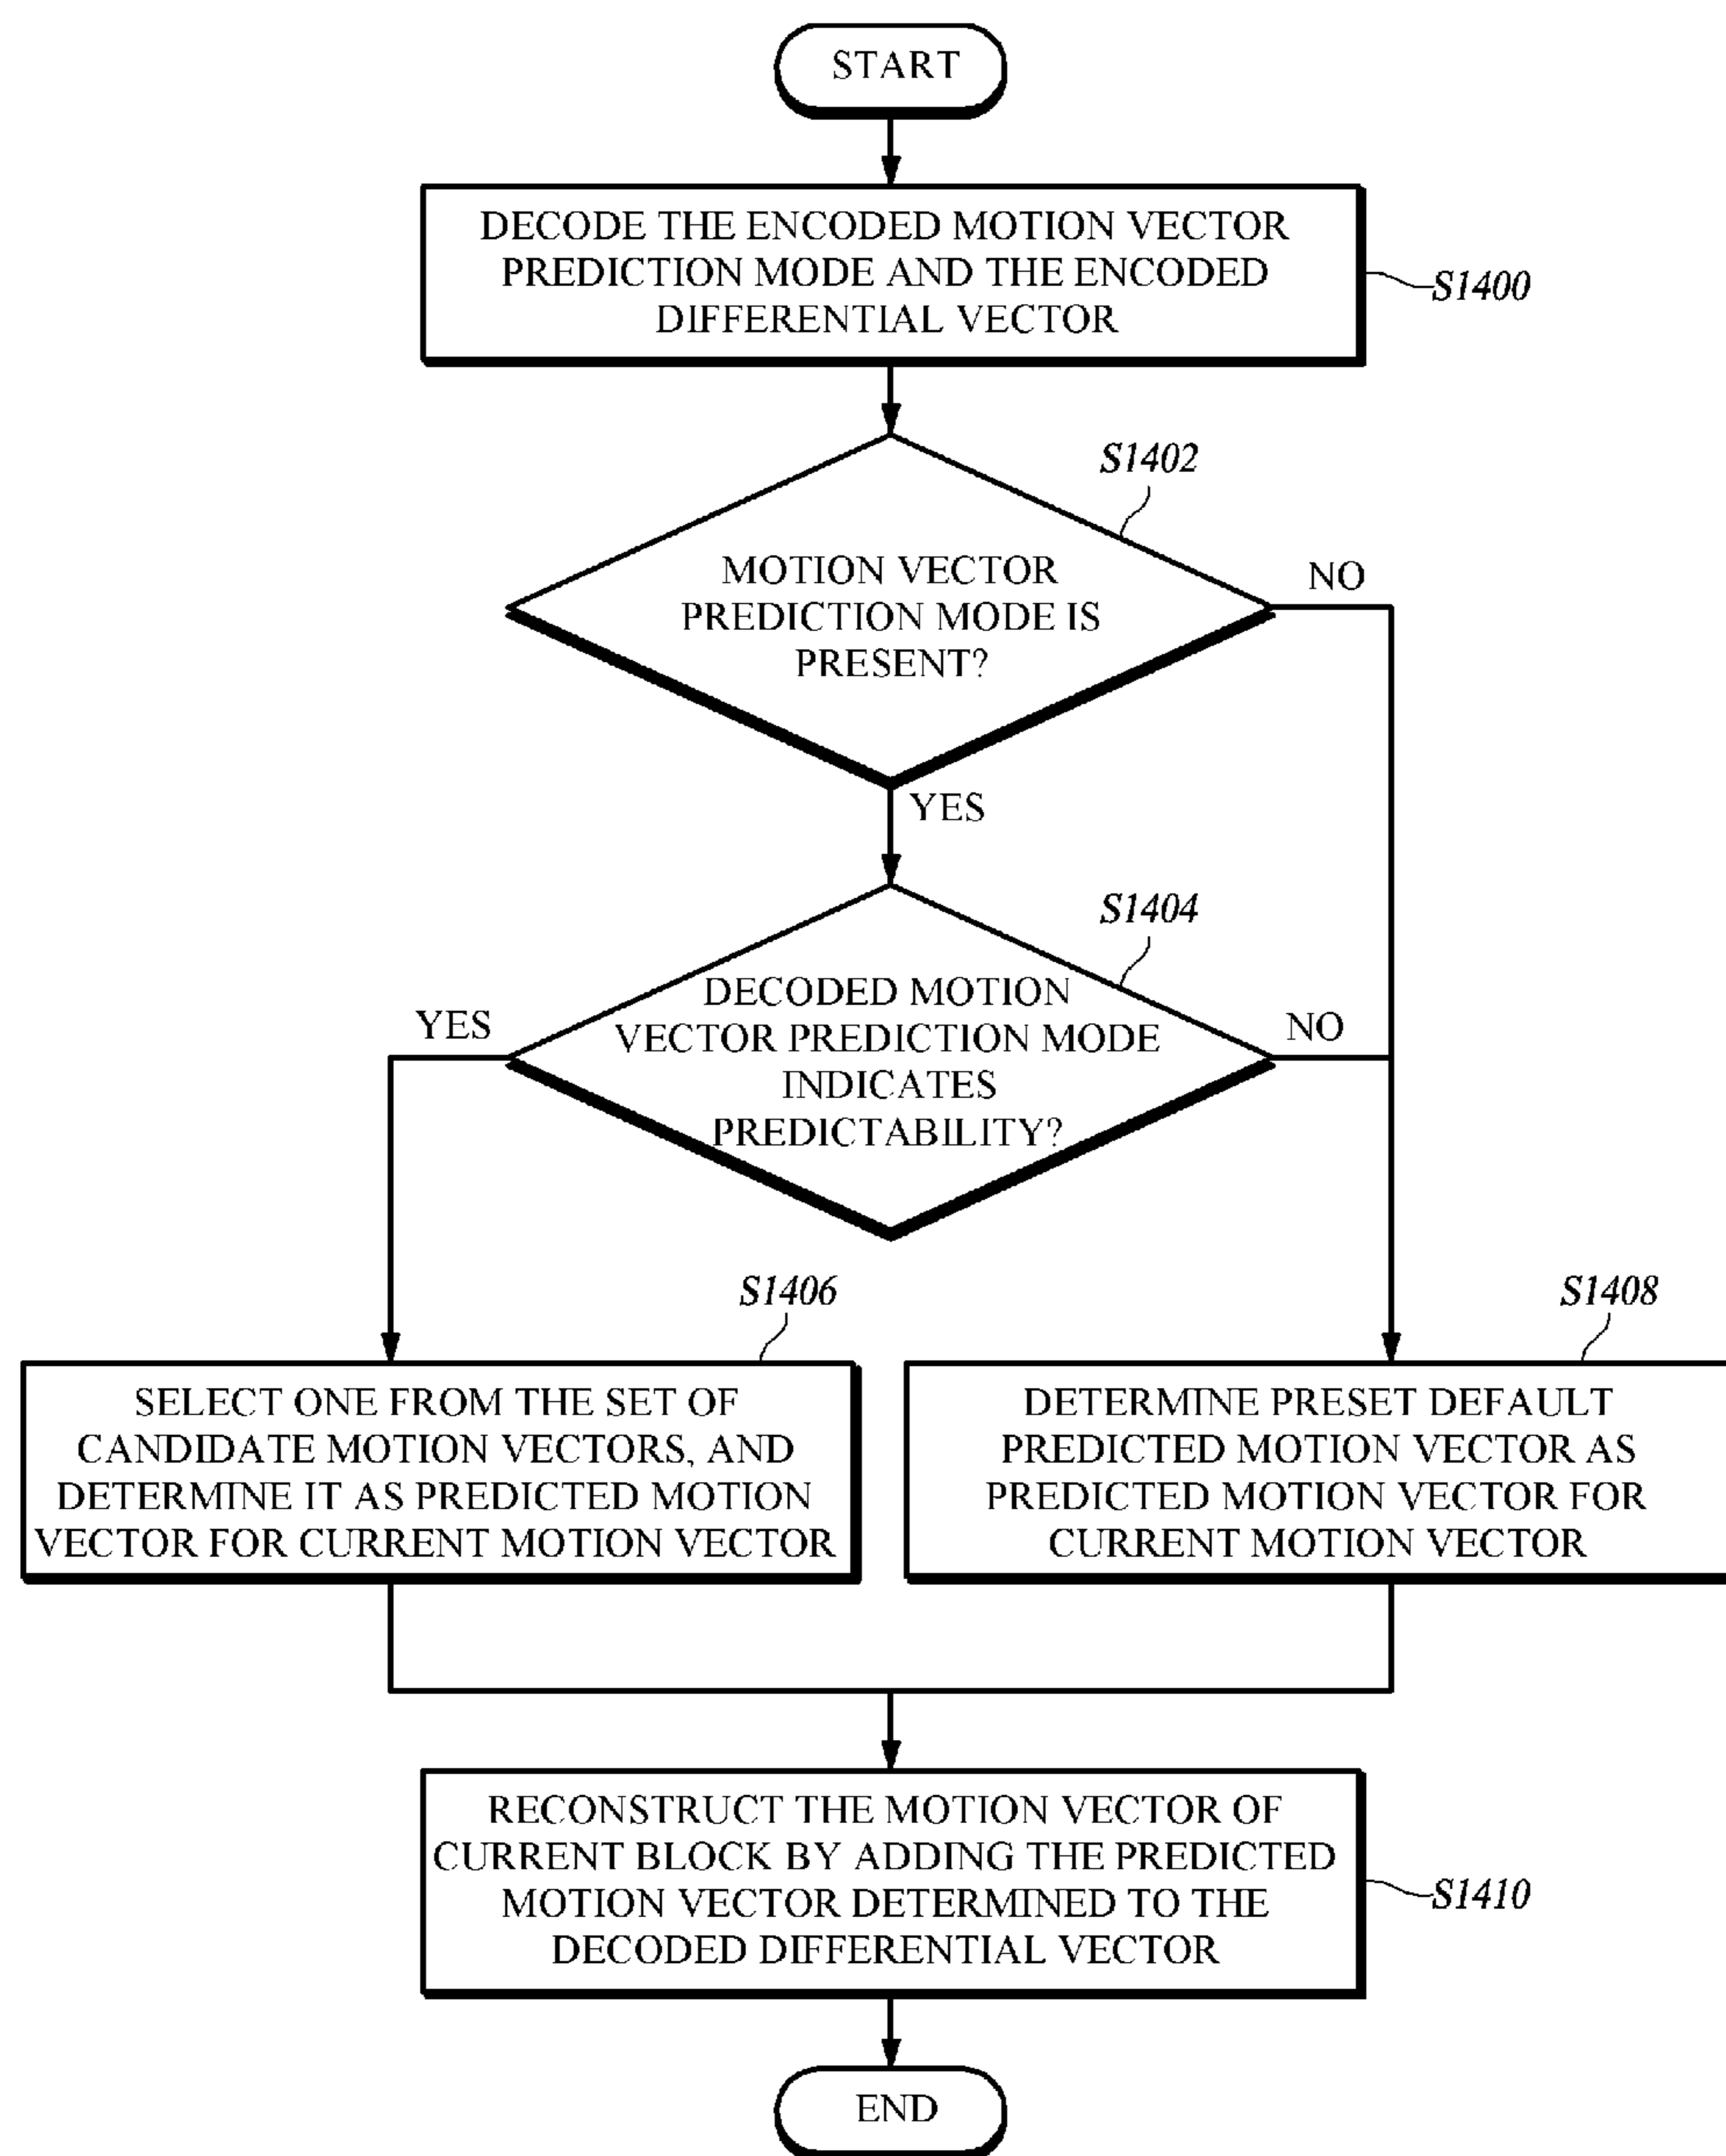 START
DECODE THE ENCODED MOTION VECTOR
PREDICTION MODE AND THE ENCODED
DIFFERENTIAL VECTOR
S1400
S1402
MOTION VECTOR
PREDICTION MODE IS
PRESENT?
NO
YES
S1404
DECODED MOTION
VECTOR PREDICTION MODE
INDICATES
PREDICTABILITY?
YES
NO
S1406
SELECT ONE FROM THE SET OF
CANDIDATE MOTION VECTORS, AND
DETERMINE IT AS PREDICTED MOTION
VECTOR FOR CURRENT MOTION VECTOR
S1408
DETERMINE PRESET DEFAULT
PREDICTED MOTION VECTOR AS
PREDICTED MOTION VECTOR FOR
CURRENT MOTION VECTOR
RECONSTRUCT THE MOTION VECTOR OF
CURRENT BLOCK BY ADDING THE PREDICTED
MOTION VECTOR DETERMINED TO THE
DECODED DIFFERENTIAL VECTOR
S1410
END